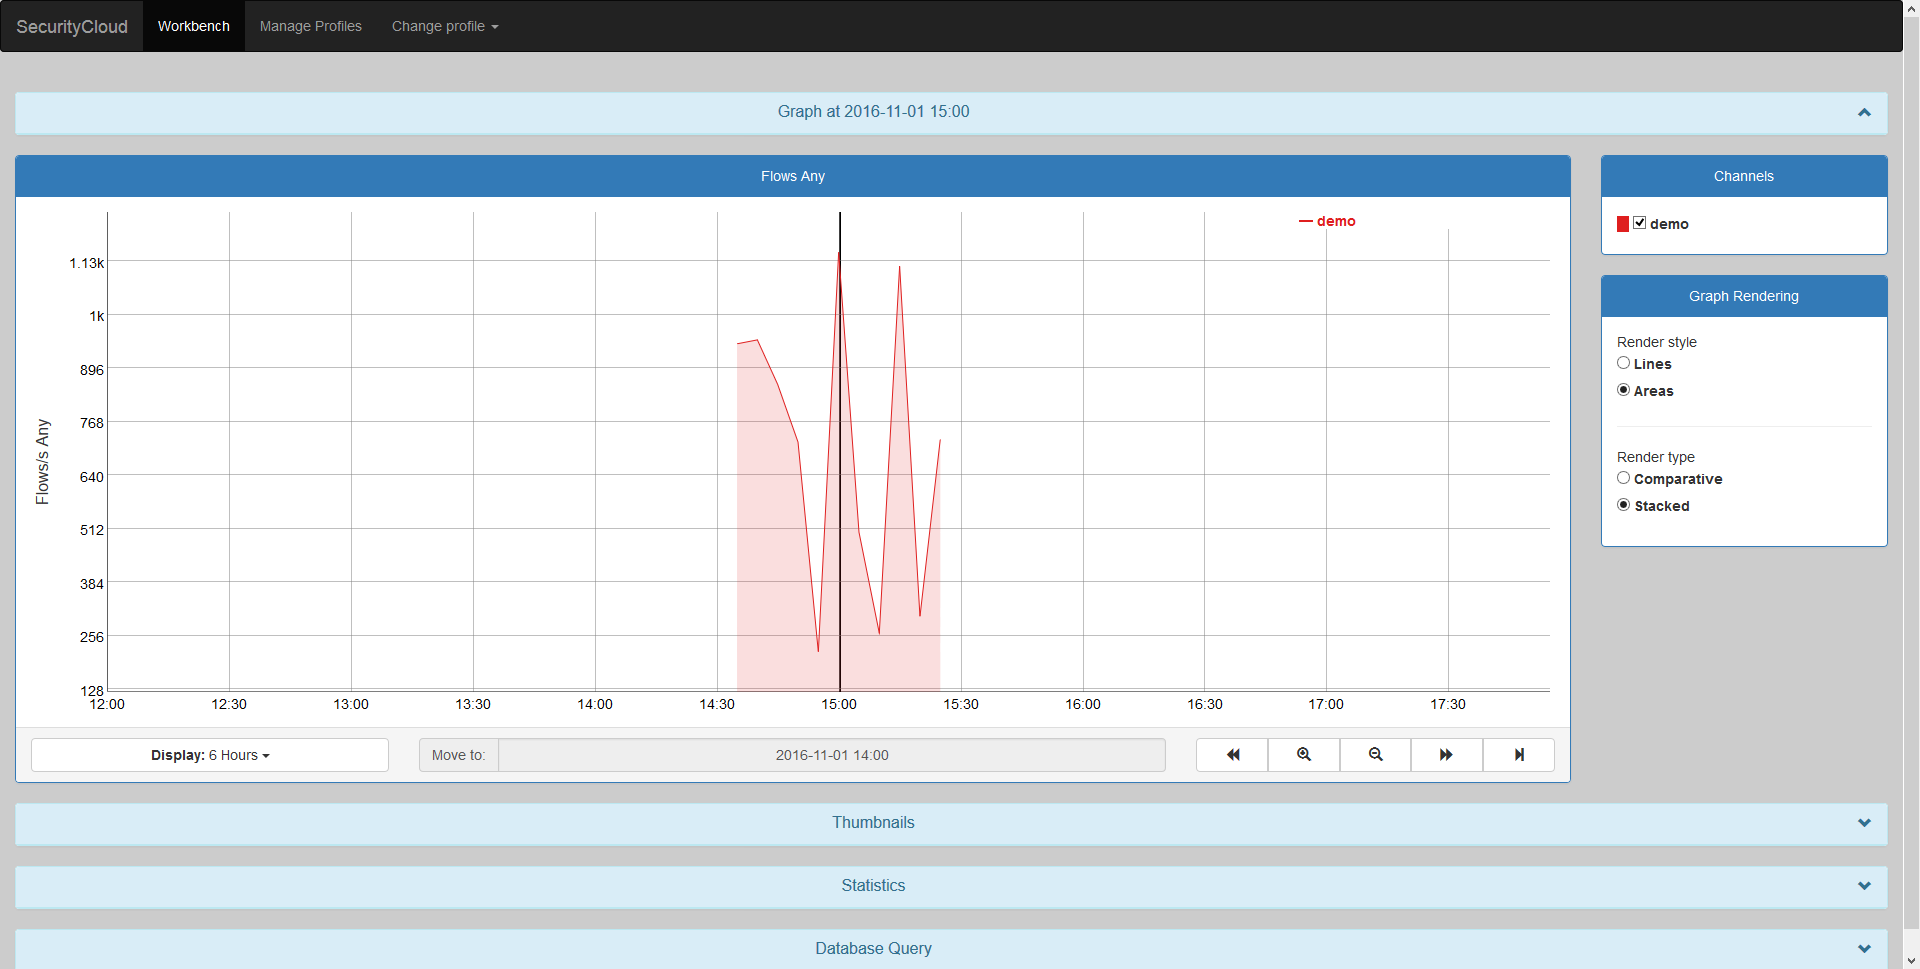 SecurityCloud Workbench Manage Profiles Change profile
Graph at 2016-11-01 15:00
Flows Any
demo
1.13k
1k
896
768
640
512
384
256
128
Flows/s Any
12:00 12:30 13:00 13:30 14:00 14:30 15:00 15:30 16:00 16:30 17:00 17:30
Display: 6 Hours
Move to: 2016-11-01 14:00
Channels
demo
Graph Rendering
Render style
Lines
Areas
Render type
Comparative
Stacked
Thumbnails
Statistics
Database Query